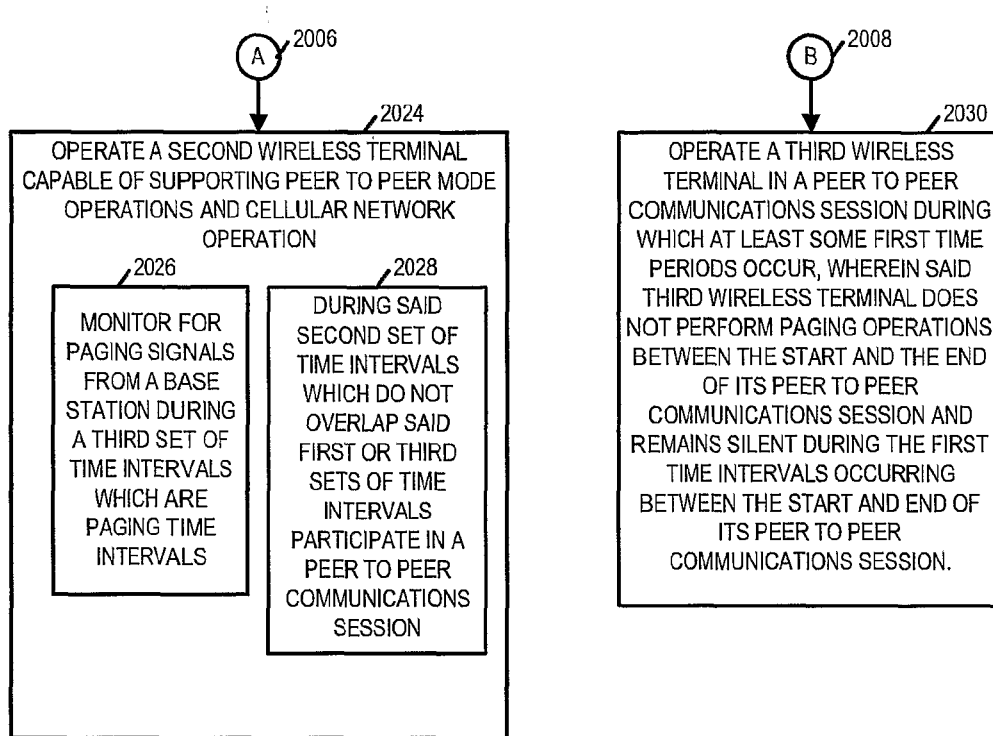 A
2006
2024
OPERATE A SECOND WIRELESS TERMINAL
CAPABLE OF SUPPORTING PEER TO PEER MODE
OPERATIONS AND CELLULAR NETWORK
OPERATION
2026
MONITOR FOR
PAGING SIGNALS
FROM A BASE
STATION DURING
A THIRD SET OF
TIME INTERVALS
WHICH ARE
PAGING TIME
INTERVALS
2028
DURING SAID
SECOND SET OF
TIME INTERVALS
WHICH DO NOT
OVERLAP SAID
FIRST OR THIRD
SETS OF TIME
INTERVALS
PARTICIPATE IN A
PEER TO PEER
COMMUNICATIONS
SESSION
B
2008
2030
OPERATE A THIRD WIRELESS
TERMINAL IN A PEER TO PEER
COMMUNICATIONS SESSION DURING
WHICH AT LEAST SOME FIRST TIME
PERIODS OCCUR, WHEREIN SAID
THIRD WIRELESS TERMINAL DOES
NOT PERFORM PAGING OPERATIONS
BETWEEN THE START AND THE END
OF ITS PEER TO PEER
COMMUNICATIONS SESSION AND
REMAINS SILENT DURING THE FIRST
TIME INTERVALS OCCURRING
BETWEEN THE START AND END OF
ITS PEER TO PEER
COMMUNICATIONS SESSION.